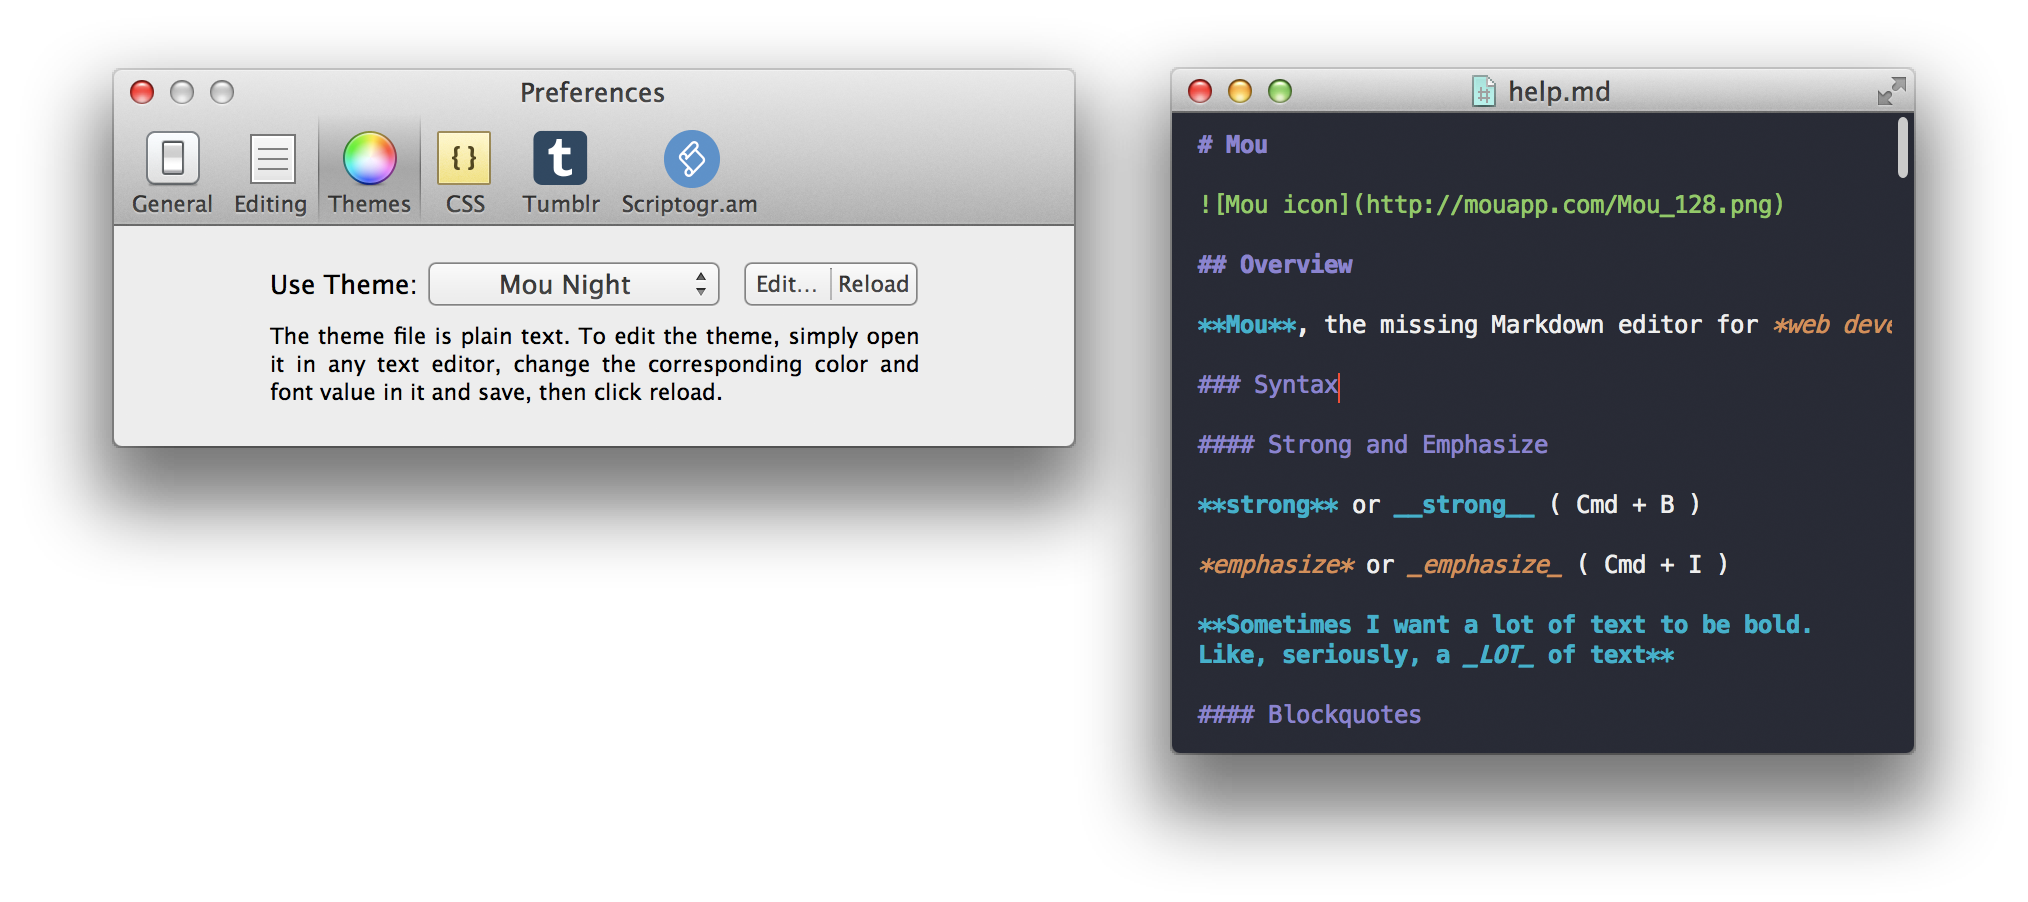 Preferences
General Editing Themes CSS Tumblr Scriptogr.am
{ }
t
Use Theme: Mou Night Edit... Reload
The theme file is plain text. To edit the theme, simply open
it in any text editor, change the corresponding color and
font value in it and save, then click reload.
help.md
# Mou
![Mou icon](http://mouapp.com/Mou_128.png)
## Overview
**Mou**, the missing Markdown editor for *web deve
### Syntax
#### Strong and Emphasize
**strong** or __strong__ ( Cmd + B )
*emphasize* or _emphasize_ ( Cmd + I )
**Sometimes I want a lot of text to be bold.
Like, seriously, a _LOT_ of text**
#### Blockquotes